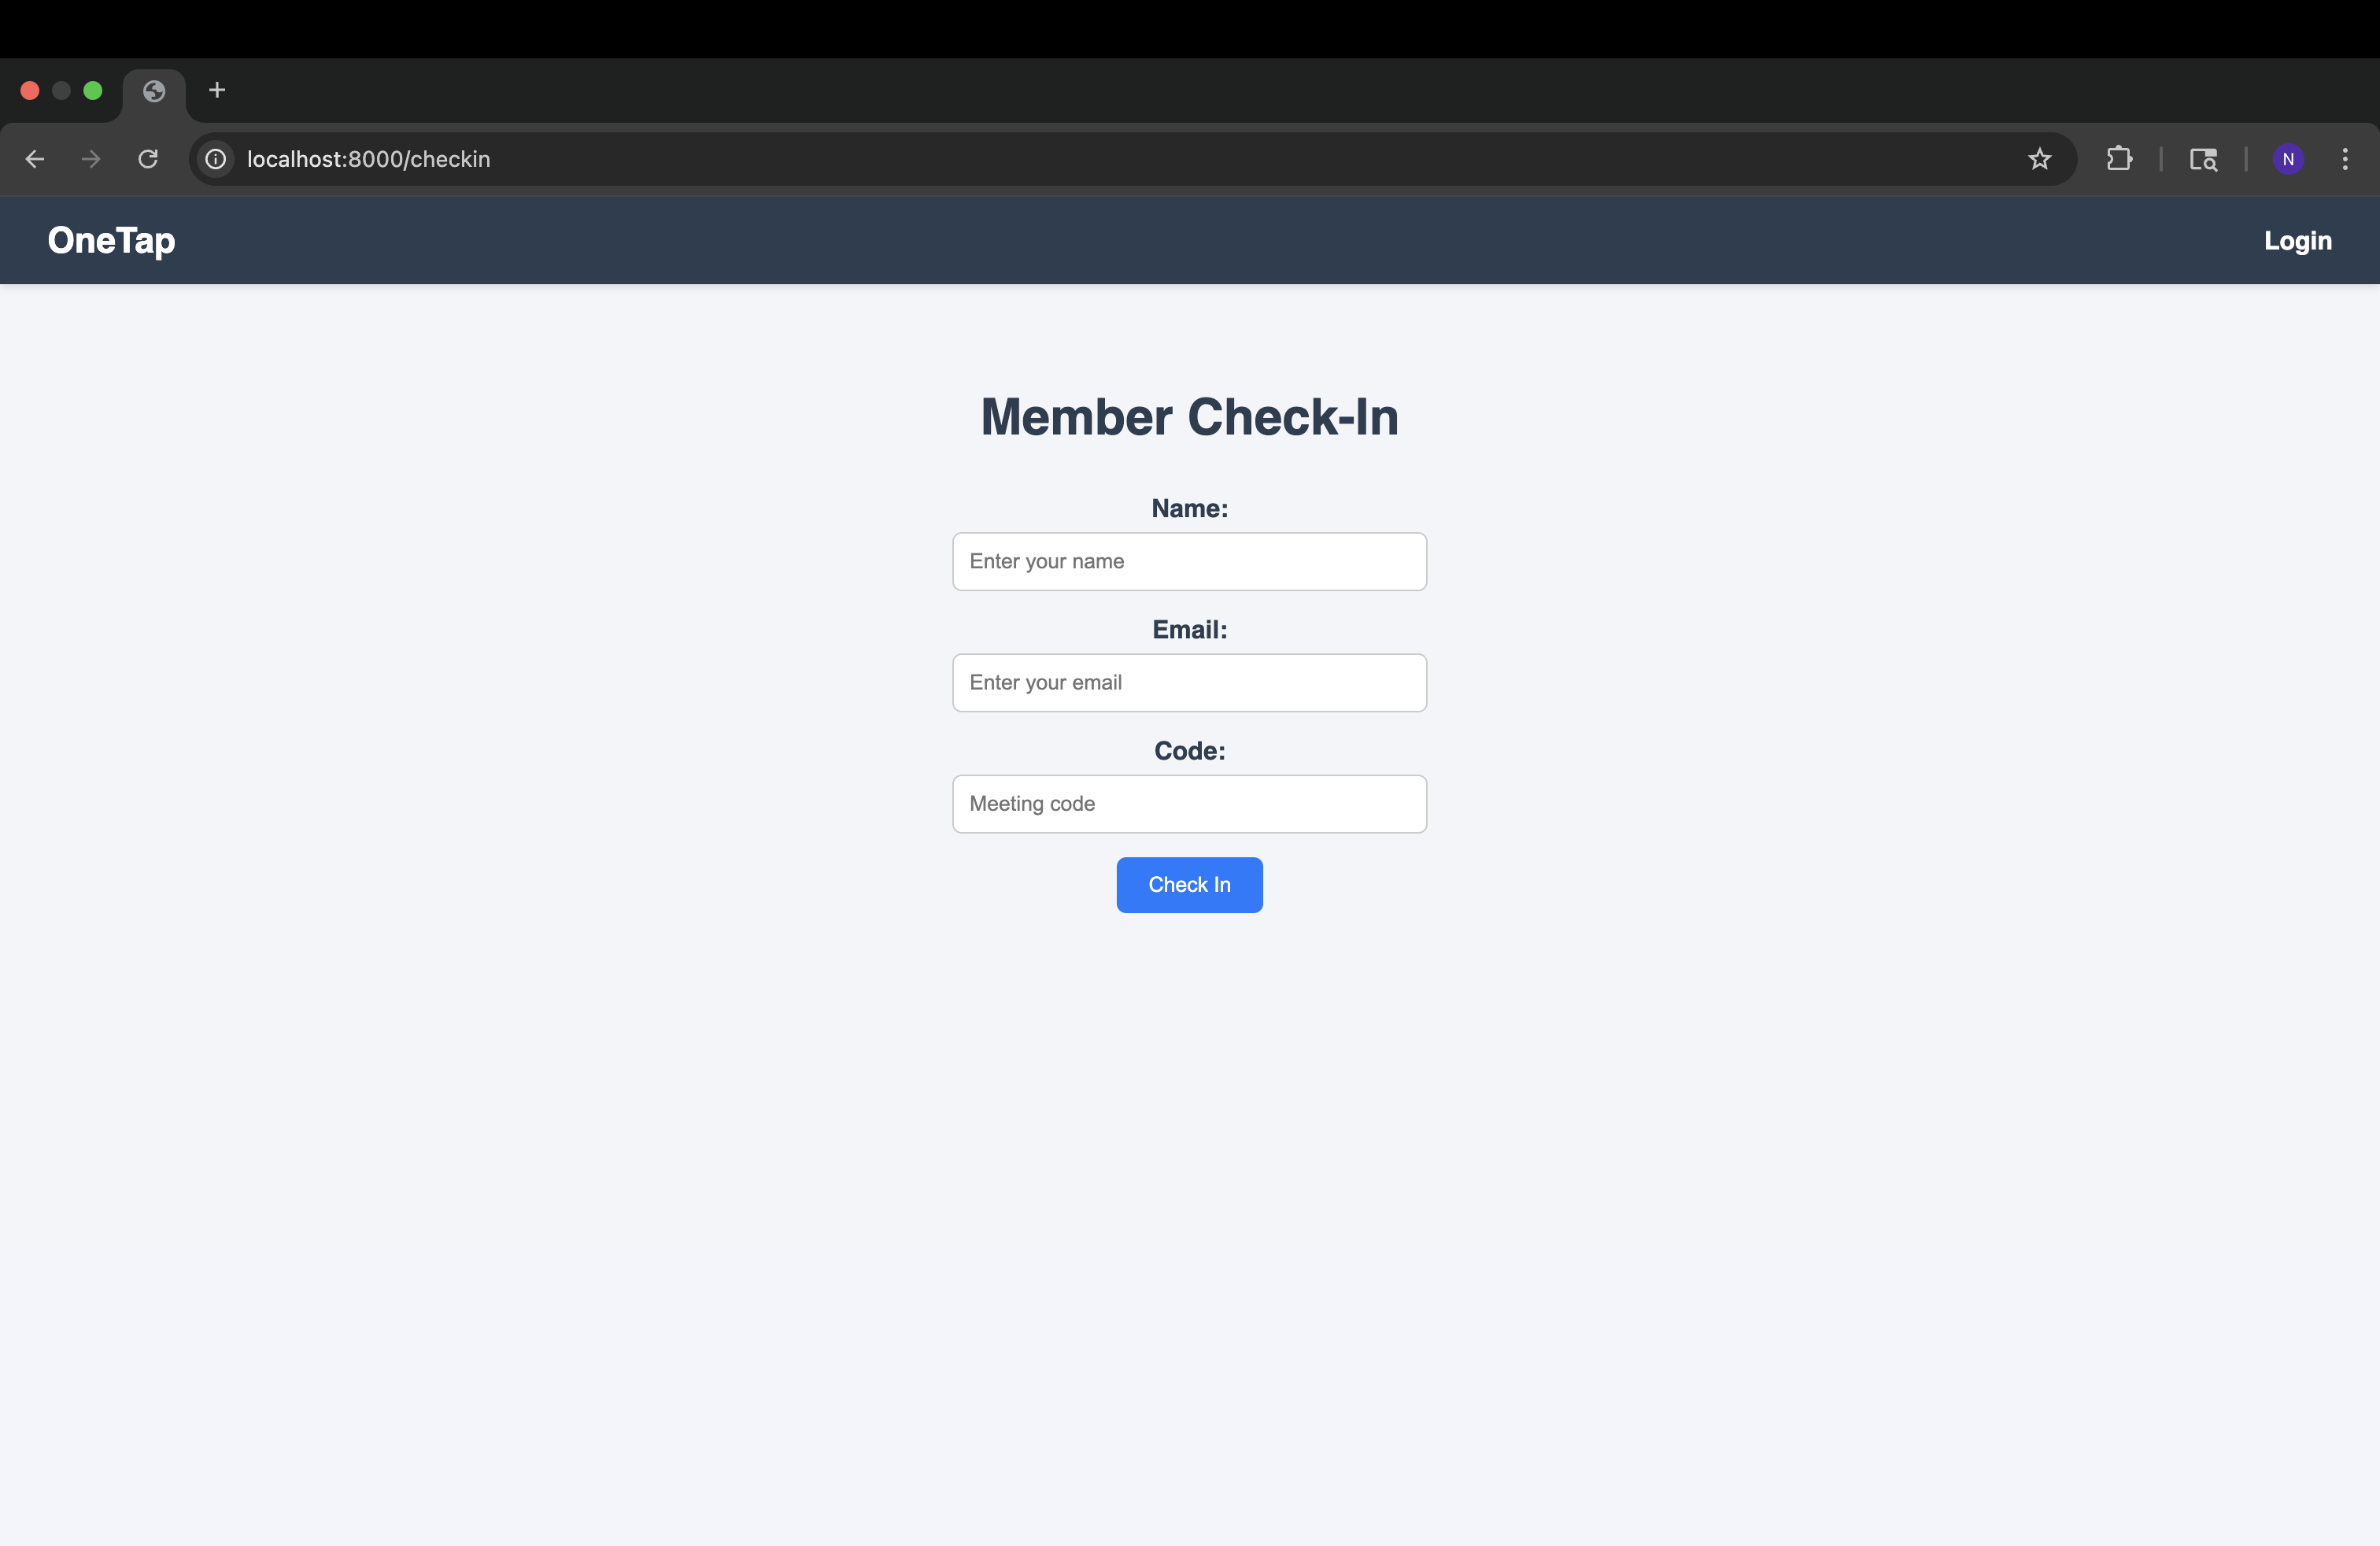 localhost:8000/checkin
N
OneTap
Login
Member Check-In
Name:
Enter your name
Email:
Enter your email
Code:
Meeting code
Check In